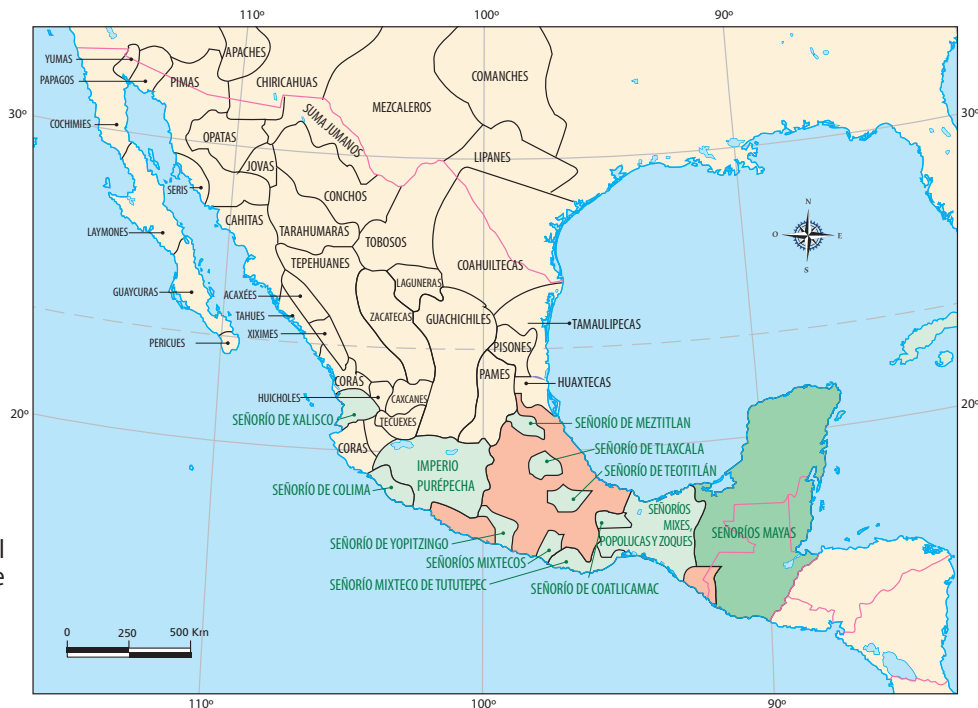 110º
100º
90º
YUMAS
PAPAGOS
PIMAS
APACHES
CHIRICAHUAS
COMANCHES
MEZCALEROS
30º
30º
COCHIMIES
OPATAS
SUMA JUMANOS
LIPANES
JOVAS
SERIS
CONCHOS
CAHITAS
LAYMONES
TARAHUMARAS
TOBOSOS
N
O
E
S
TEPEHUANES
COAHUILTECAS
LAGUNERAS
GUAYCURAS
ACAXÉES
TAHUES
ZACATECAS
GUACHICHILES
TAMAULIPECAS
XIXIMES
PERICUES
PISONES
PAMES
HUAXTECAS
CORAS
HUICHOLES
CAXCANES
20º
20º
SEÑORÍO DE XALISCO
TECUEXES
SEÑORÍO DE MEZTITLAN
CORAS
SEÑORÍO DE TLAXCALA
IMPERIO
PURÉPECHA
SEÑORÍO DE TEOTITLÁN
SEÑORÍO DE COLIMA
SEÑORÍOS
MIXES,
POPOLUCAS Y ZOQUES
SEÑORÍOS MAYAS
SEÑORÍO DE YOPITZINGO
SEÑORÍOS MIXTECOS
SEÑORÍO MIXTECO DE TUTUTEPEC
SEÑORÍO DE COATLICAMAC
l
e
0 250 500 Km
110º
100º
90º